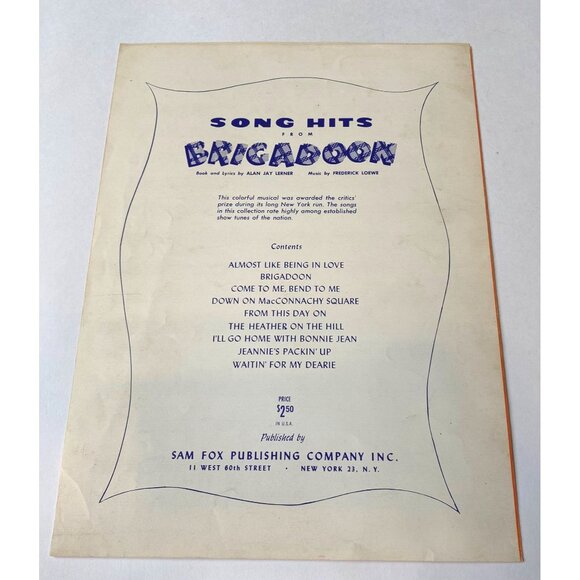 SONG HITS
FROM
BRIGADOON
Book and Lyrics by ALAN JAY LERNER Music by FREDERICK LOEWE
This colorful musical was awarded the critics'
prize during its long New York run. The songs
in this collection rate highly among established
show tunes of the nation.
Contents
ALMOST LIKE BEING IN LOVE
BRIGADOON
COME TO ME, BEND TO ME
DOWN ON MacCONNACHY SQUARE
FROM THIS DAY ON
THE HEATHER ON THE HILL
I'LL GO HOME WITH BONNIE JEAN
JEANNIE'S PACKIN' UP
WAITIN' FOR MY DEARIE
PRICE
$2.50
IN U.S.A.
Published by
SAM FOX PUBLISHING COMPANY INC.
11 WEST 60th STREET · NEW YORK 23, N. Y.